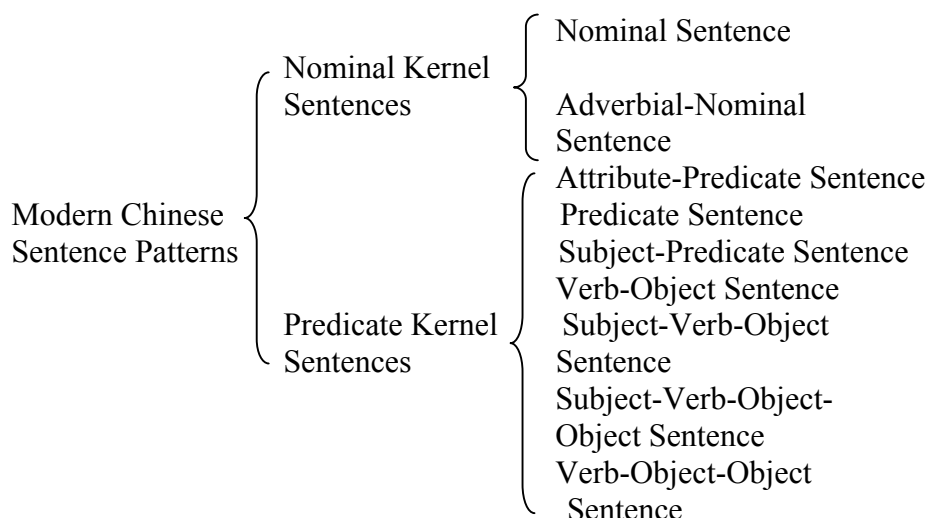 Modern Chinese
Sentence Patterns
Nominal Kernel
Sentences
Nominal Sentence
Adverbial-Nominal
Sentence
Predicate Kernel
Sentences
Attribute-Predicate Sentence
Predicate Sentence
Subject-Predicate Sentence
Verb-Object Sentence
Subject-Verb-Object
Sentence
Subject-Verb-Object-
Object Sentence
Verb-Object-Object
Sentence